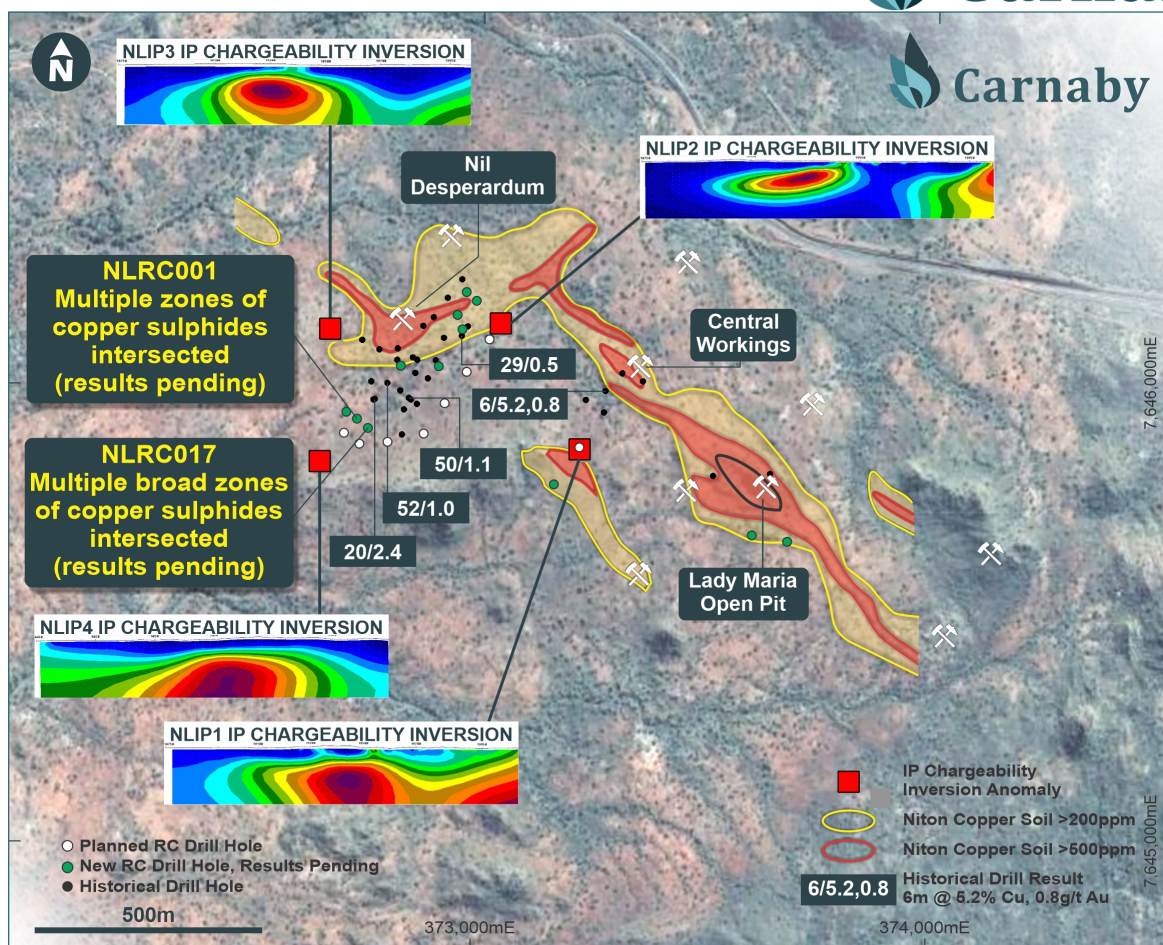 Carnaby
N
NLIP3 IP CHARGEABILITY INVERSION
NLIP2 IP CHARGEABILITY INVERSION
Nil
Desperardum
NLRC001
Multiple zones of
copper sulphides
intersected
(results pending)
Central
Workings
29/0.5
6/5.2,0.8
7,646,000mE
50/1.1
NLRC017
Multiple broad zones
of copper sulphides
intersected
(results pending)
52/1.0
20/2.4
Lady Maria
Open Pit
NLIP4 IP CHARGEABILITY INVERSION
NLIP1 IP CHARGEABILITY INVERSION
IP Chargeability
Inversion Anomaly
Niton Copper Soil >200ppm
Niton Copper Soil >500ppm
6/5.2,0.8
Historical Drill Result
6m @ 5.2% Cu, 0.8g/t Au
7,645,000mE
Planned RC Drill Hole
New RC Drill Hole, Results Pending
Historical Drill Hole
500m
373,000mE
374,000mE